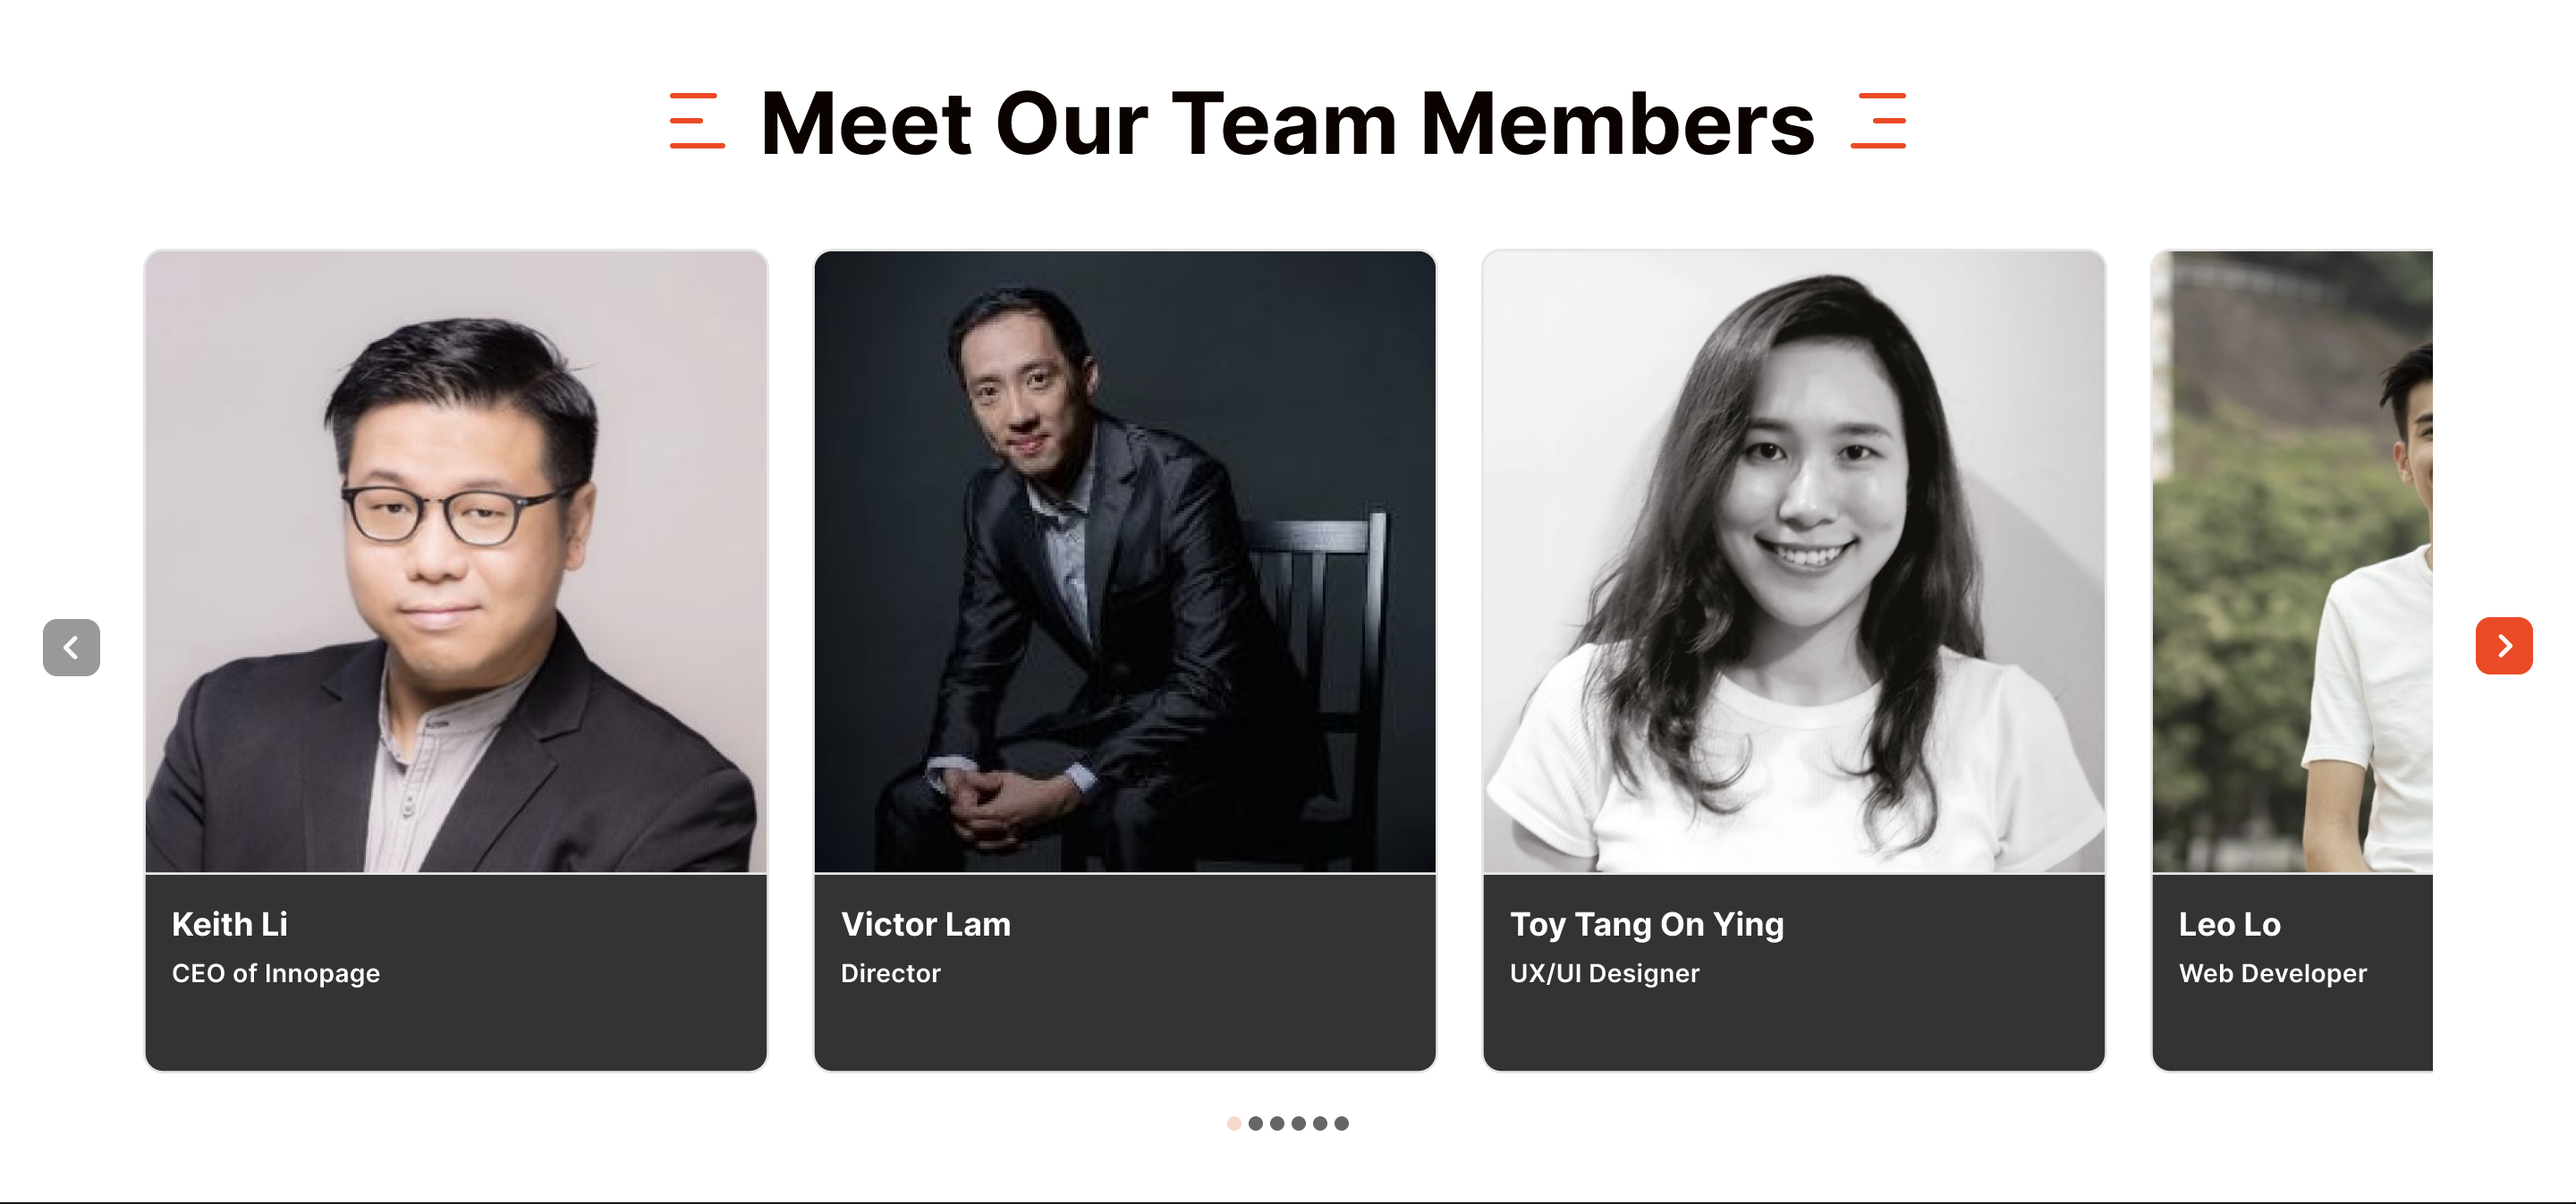 Meet Our Team Members
Keith Li
CEO of Innopage
Victor Lam
Director
Toy Tang On Ying
UX/UI Designer
Leo Lo
Web Developer